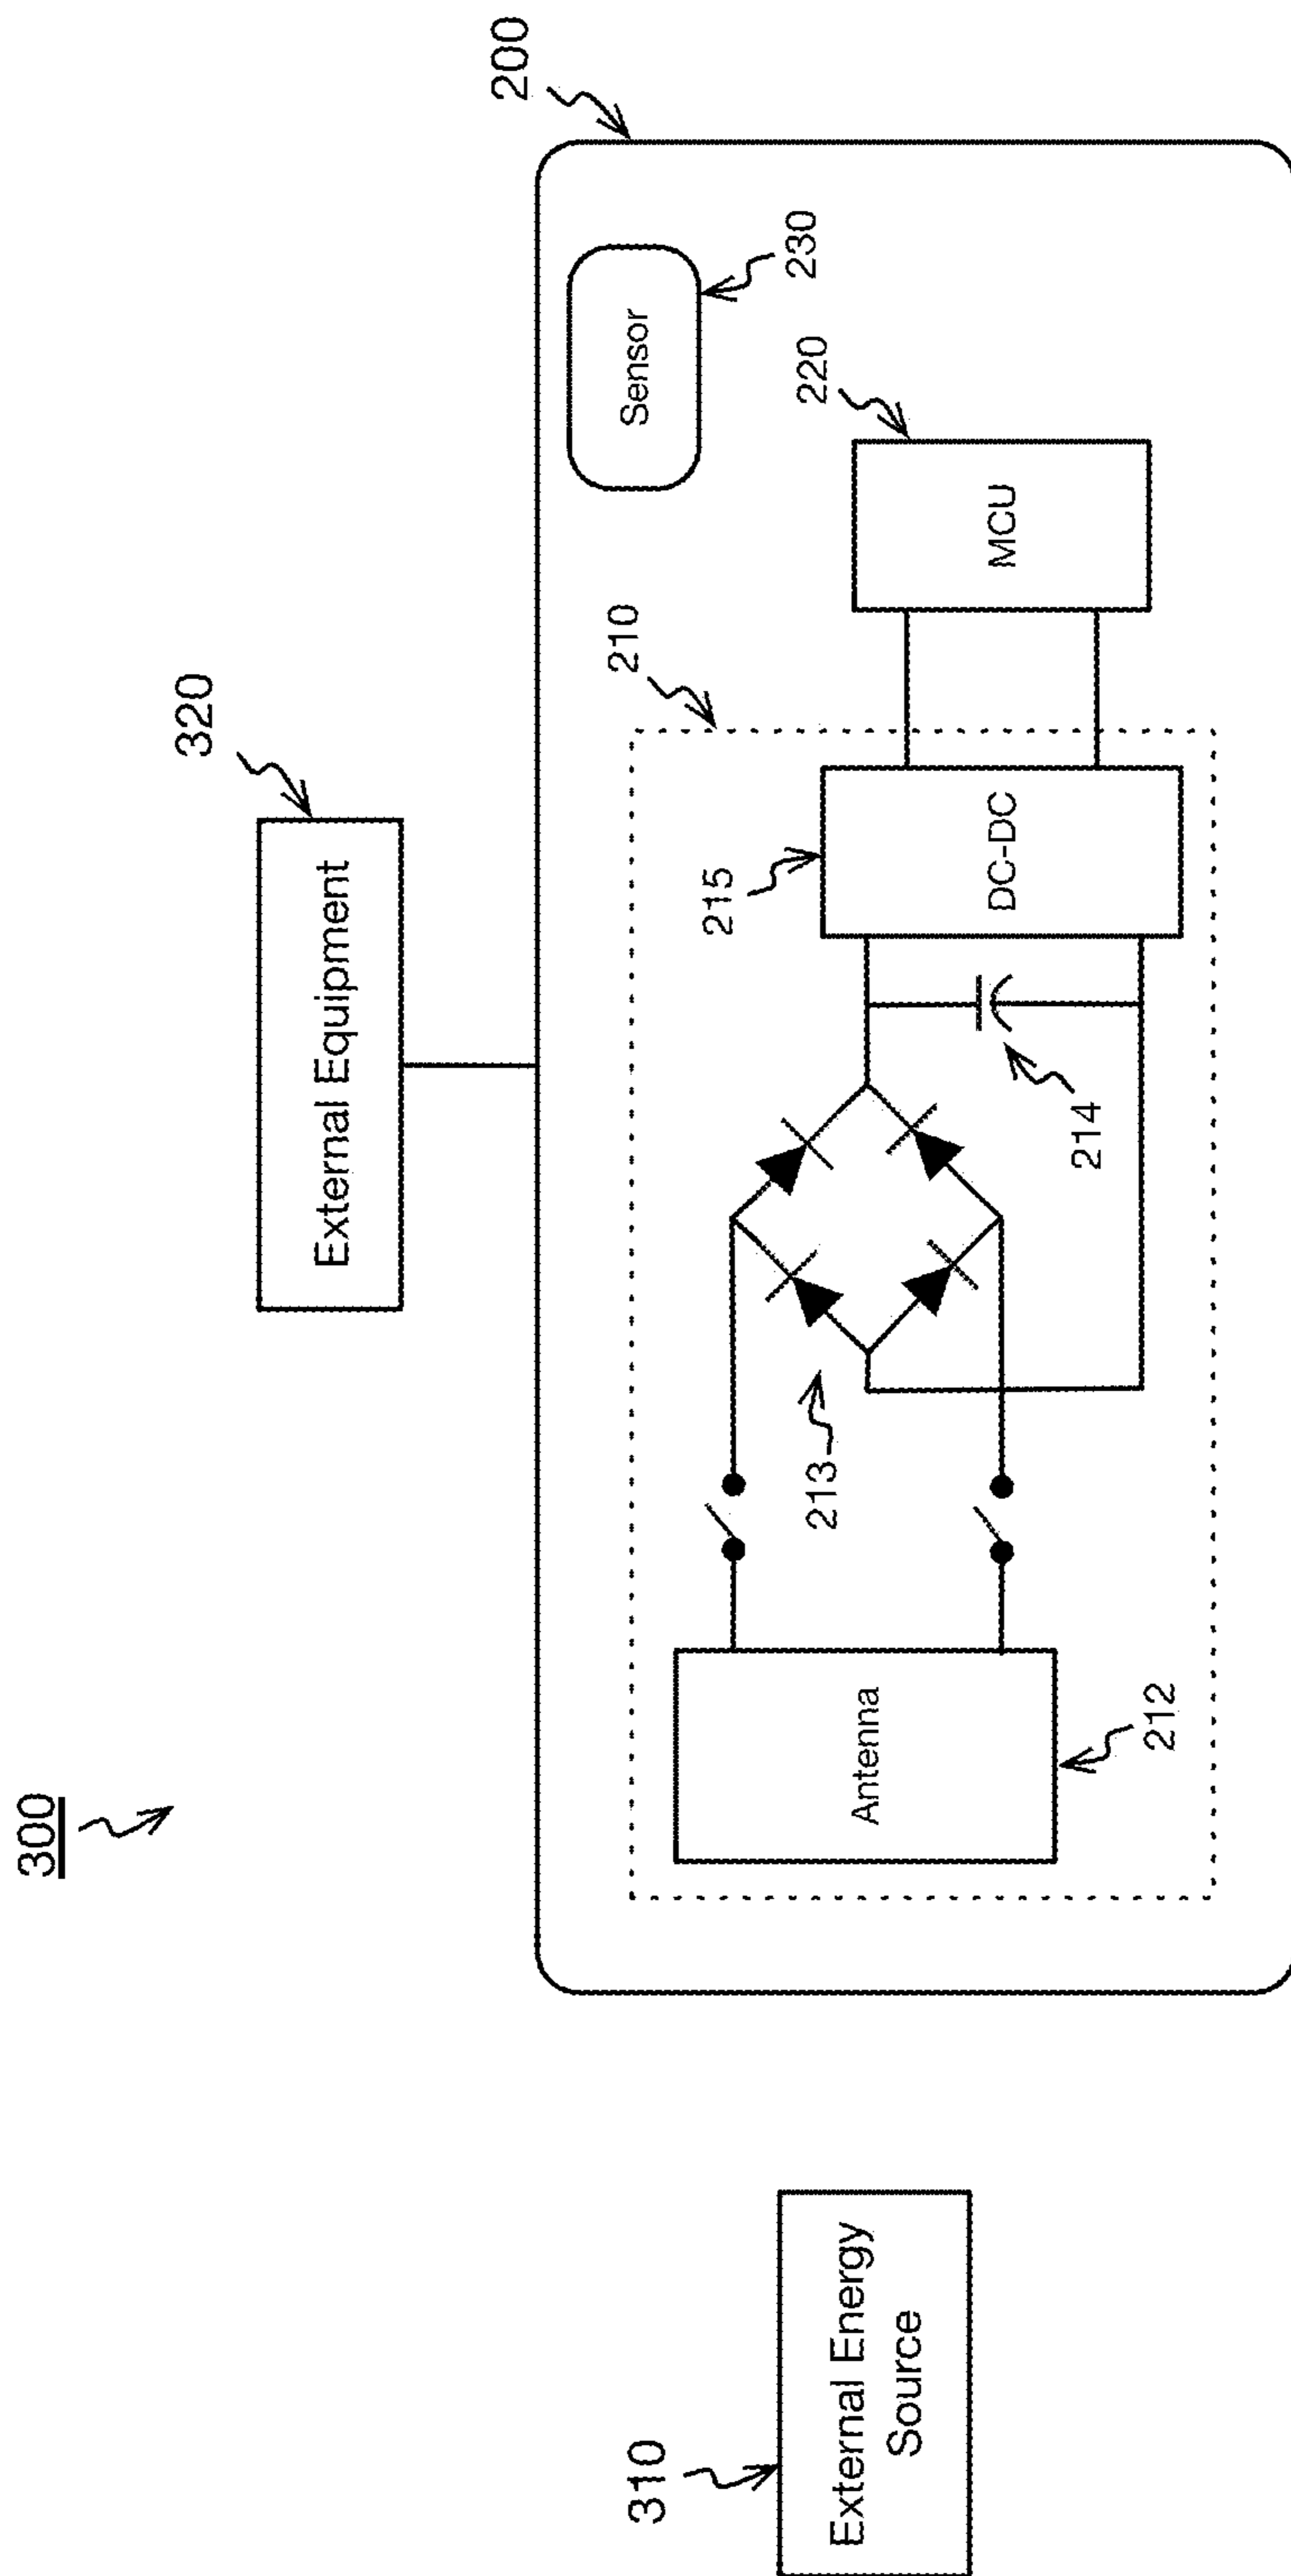 300
320
External Equipment
200
Sensor
230
210
220
215
MCU
DC-DC
213
214
Antenna
212
310
External Energy
Source